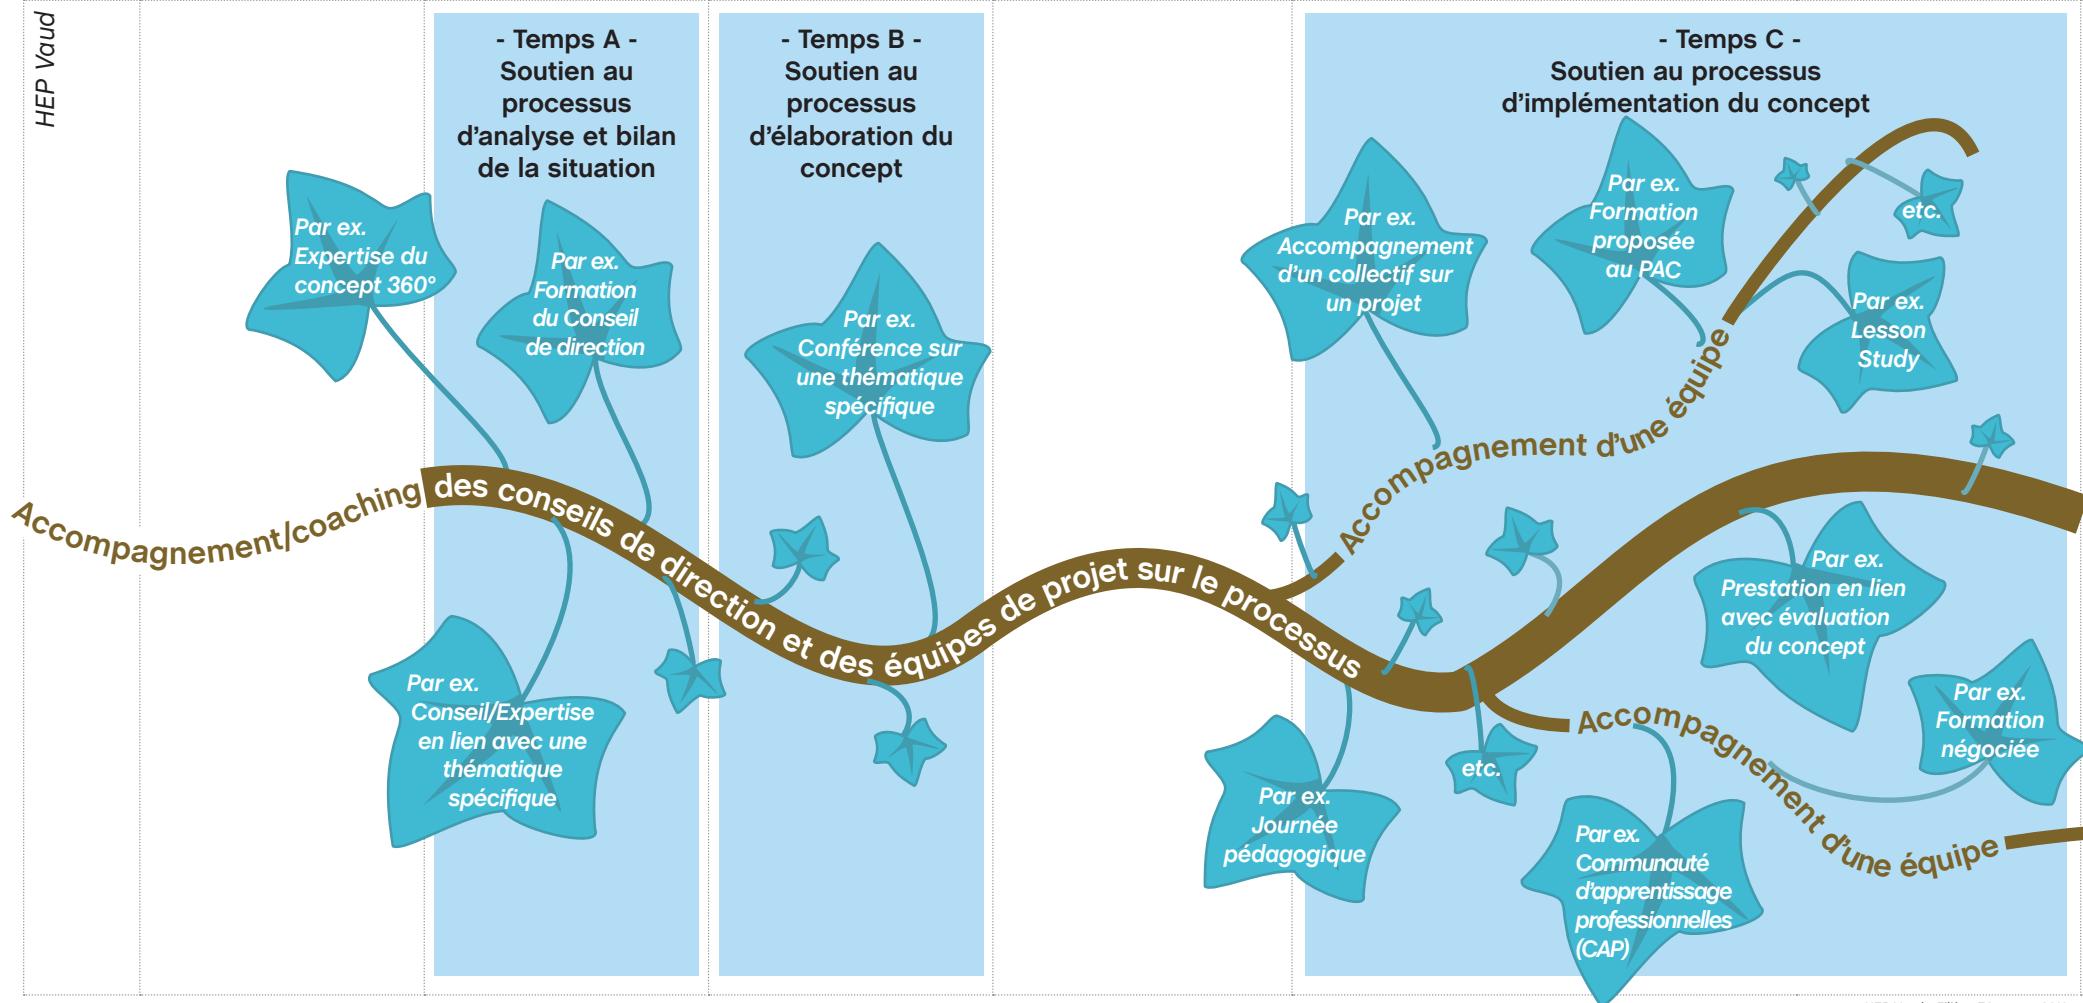 HEP Vaud
- Temps A -
Soutien au
processus
d'analyse et bilan
de la situation
- Temps B -
Soutien au
processus
d'élaboration du
concept
- Temps C -
Soutien au processus
d'implémentation du concept
Par ex.
Expertise du
concept 360°
Par ex.
Formation
du Conseil
de direction
Par ex.
Conférence sur
une thématique
spécifique
Par ex.
Accompagnement
d'un collectif sur
un projet
Par ex.
Formation
proposée
au PAC
etc.
Par ex.
Lesson
Study
Accompagnement d'une équipe
Accompagnement/coaching des conseils de direction et des équipes de projet sur le processus
Par ex.
Conseil/Expertise
en lien avec une
thématique
spécifique
Par ex.
Prestation en lien
avec évaluation
du concept
Par ex.
Formation
négociée
Accompagnement d'une équipe
etc.
Par ex.
Journée
pédagogique
Par ex.
Communauté
d'apprentissage
professionnelles
(CAP)